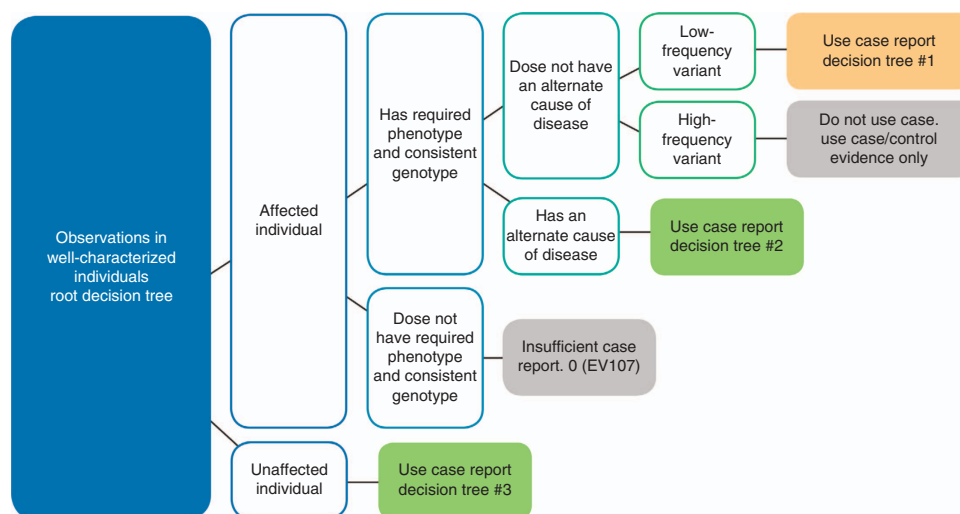 Observations in
well-characterized
individuals
root decision tree
Affected
individual
Has required
phenotype
and consistent
genotype
Dose not have
an alternate
cause of
disease
Low-
frequency
variant
Use case report
decision tree #1
High-
frequency
variant
Do not use case.
use case/control
evidence only
Has an
alternate cause
of disease
Use case report
decision tree #2
Dose not
have required
phenotype
and consistent
genotype
Insufficient case
report. 0 (EV107)
Unaffected
individual
Use case report
decision tree #3